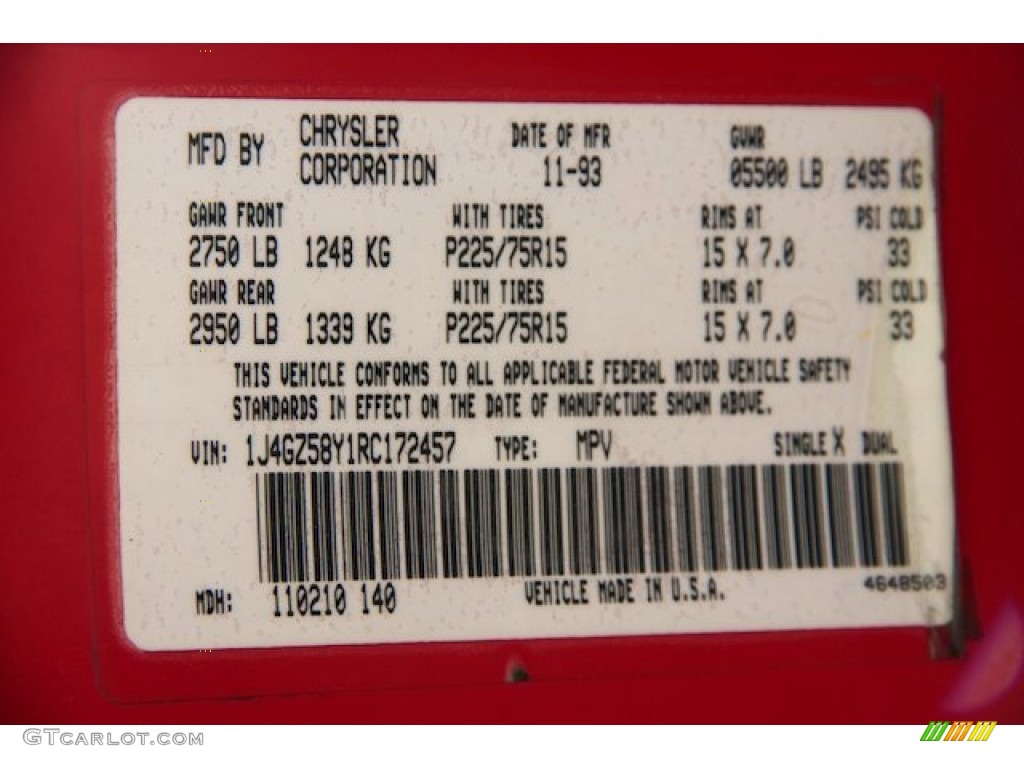 MFD BY CHRYSLER CORPORATION DATE OF MFR 11-93 GVWR 05500 LB 2495 KG
GAWR FRONT WITH TIRES RIMS AT PSI COLD
2750 LB 1248 KG P225/75R15 15 X 7.0 33
GAWR REAR WITH TIRES RIMS AT PSI COLD
2950 LB 1339 KG P225/75R15 15 X 7.0 33
THIS VEHICLE CONFORMS TO ALL APPLICABLE FEDERAL MOTOR VEHICLE SAFETY
STANDARDS IN EFFECT ON THE DATE OF MANUFACTURE SHOWN ABOVE.
VIN: 1J4GZ58Y1RC172457 TYPE: MPV SINGLE X DUAL
MDH: 110210 140 VEHICLE MADE IN U.S.A. 4648503
GTCARLOT.COM